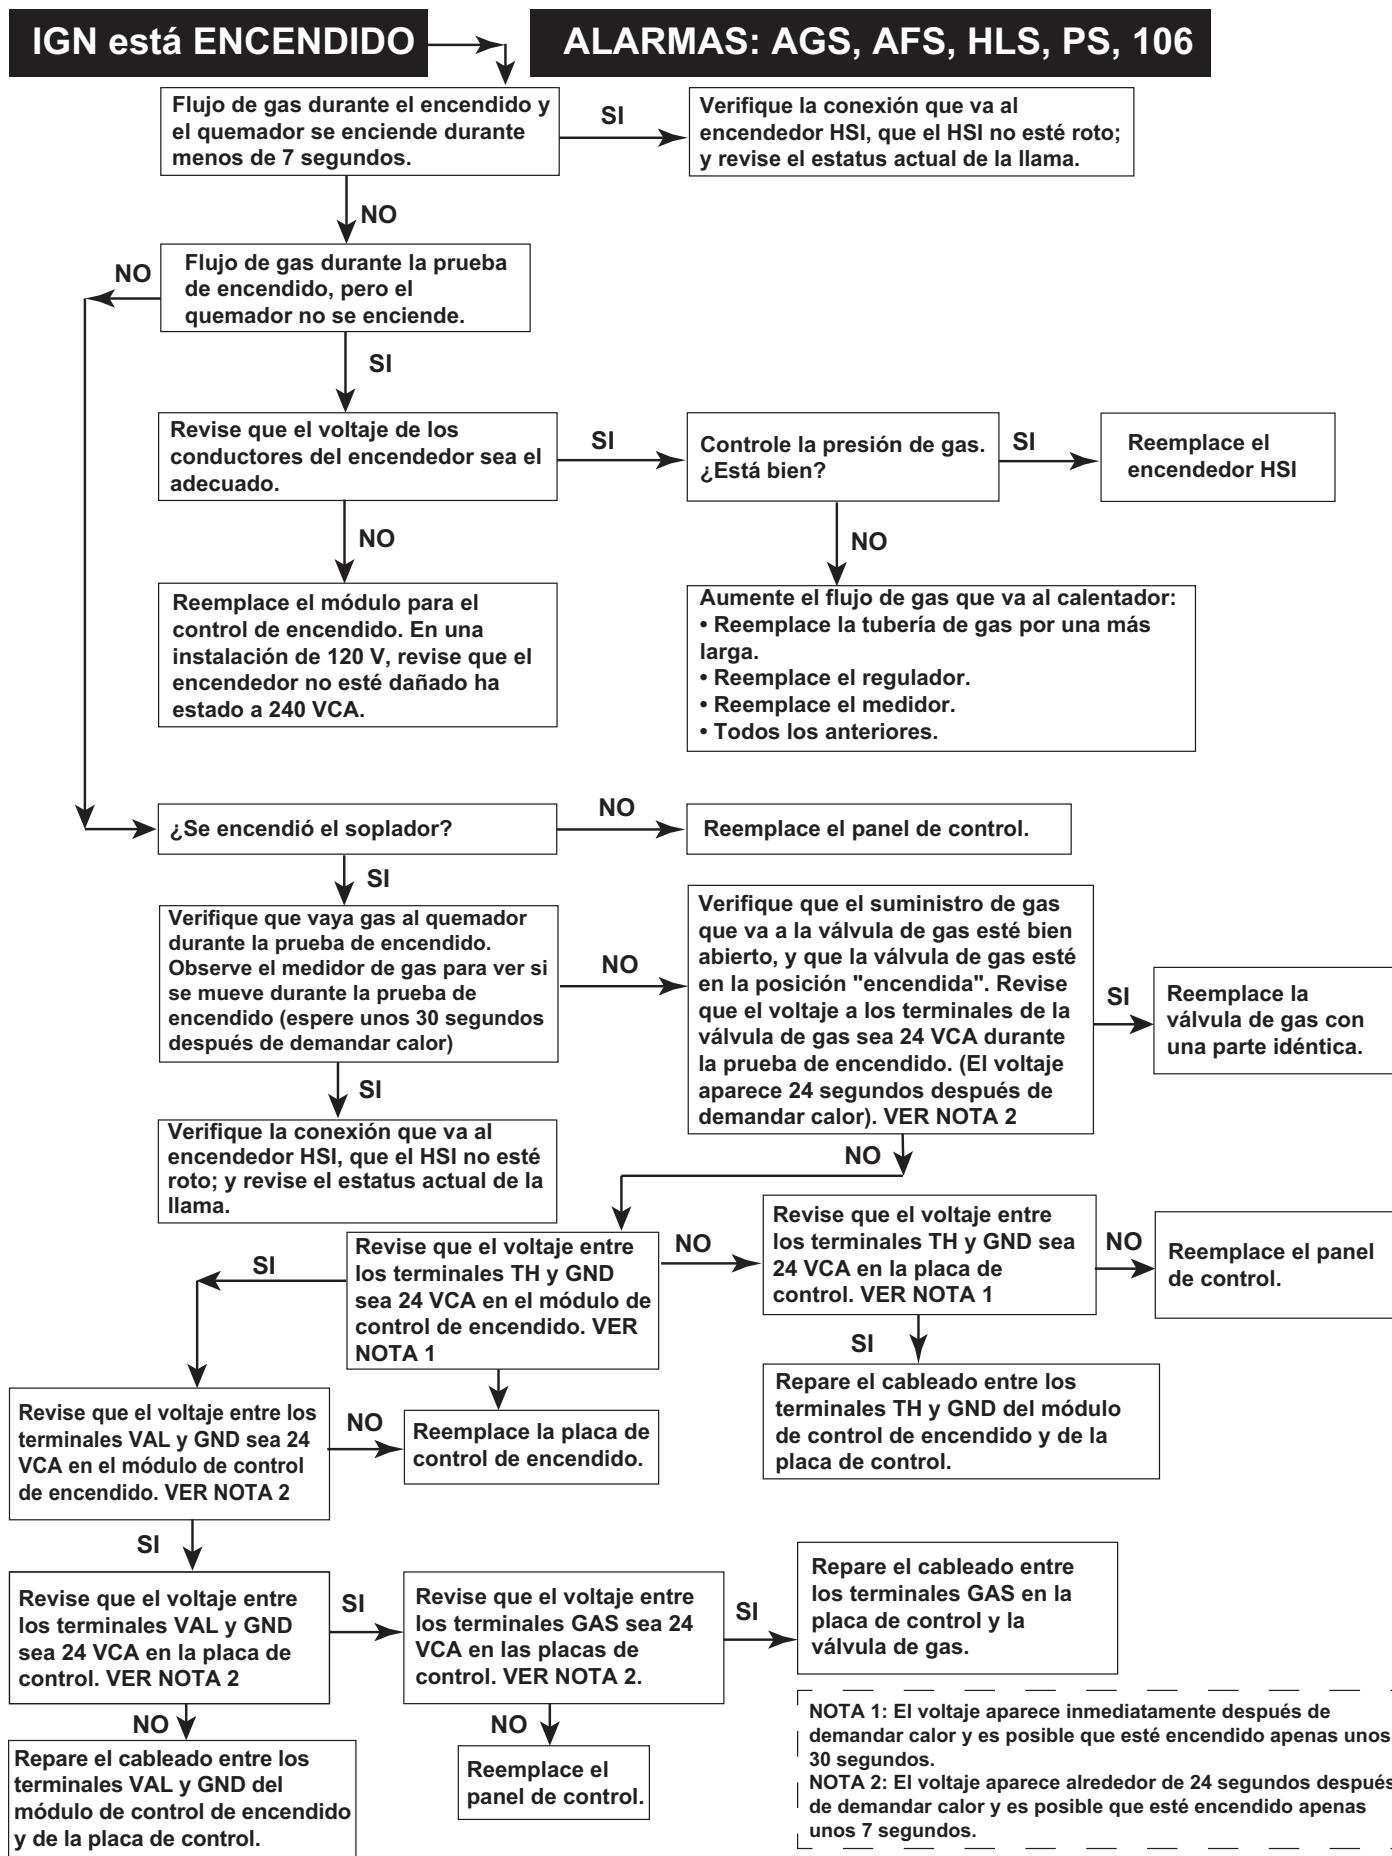 IGN está ENCENDIDO
ALARMAS: AGS, AFS, HLS, PS, 106
Flujo de gas durante el encendido y
el quemador se enciende durante
menos de 7 segundos.
SI
Verifique la conexión que va al
encendedor HSI, que el HSI no esté
roto;
y revise el estatus actual de la llama.
NO
Flujo de gas durante la prueba
de encendido, pero el
quemador no se enciende.
NO
SI
Revise que el voltaje de los
conductores del encendedor sea el
adecuado.
SI
Controle la presión de gas.
¿Está bien?
SI
Reemplace el
encendedor HSI
NO
NO
Reemplace el módulo para el
control de encendido. En una
instalación de 120 V, revise que el
encendedor no esté dañado ha
estado a 240 VCA.
Aumente el flujo de gas que va al calentador:
• Reemplace la tubería de gas por una más
larga.
• Reemplace el regulador.
• Reemplace el medidor.
• Todos los anteriores.
¿Se encendió el soplador?
NO
Reemplace el panel de control.
SI
Verifique que vaya gas al quemador
durante la prueba de encendido.
Observe el medidor de gas para ver si
se mueve durante la prueba de
encendido (espere unos 30 segundos
después de demandar calor)
NO
Verifique que el suministro de gas
que va a la válvula de gas esté bien
abierto, y que la válvula de gas esté
en la posición "encendida". Revise
que el voltaje a los terminales de la
válvula de gas sea 24 VCA durante
la prueba de encendido. (El voltaje
aparece 24 segundos después de
demandar calor). VER NOTA 2
SI
Reemplace la
válvula de gas con
una parte idéntica.
SI
Verifique la conexión que va al
encendedor HSI, que el HSI no esté
roto; y revise el estatus actual de la
llama.
NO
Revise que el voltaje entre
los terminales TH y GND
sea 24 VCA en el módulo de
control de encendido. VER
NOTA 1
SI
NO
Revise que el voltaje entre
los terminales TH y GND sea
24 VCA en la placa de
control. VER NOTA 1
NO
Reemplace el panel
de control.
SI
Repare el cableado entre los
terminales TH y GND del módulo
de control de encendido y de la
placa de control.
Revise que el voltaje entre los
terminales VAL y GND sea 24
VCA en el módulo de control
de encendido. VER NOTA 2
NO
Reemplace la placa de
control de encendido.
SI
Revise que el voltaje entre
los terminales VAL y GND
sea 24 VCA en la placa de
control. VER NOTA 2
SI
Revise que el voltaje entre
los terminales GAS sea 24
VCA en las placas de
control. VER NOTA 2.
SI
Repare el cableado entre
los terminales GAS en la
placa de control y la
válvula de gas.
NO
Repare el cableado entre los
terminales VAL y GND del
módulo de control de encendido
y de la placa de control.
NO
Reemplace el
panel de control.
NOTA 1: El voltaje aparece inmediatamente después de
demandar calor y es posible que esté encendido apenas unos
30 segundos.
NOTA 2: El voltaje aparece alrededor de 24 segundos después
de demandar calor y es posible que esté encendido apenas
unos 7 segundos.